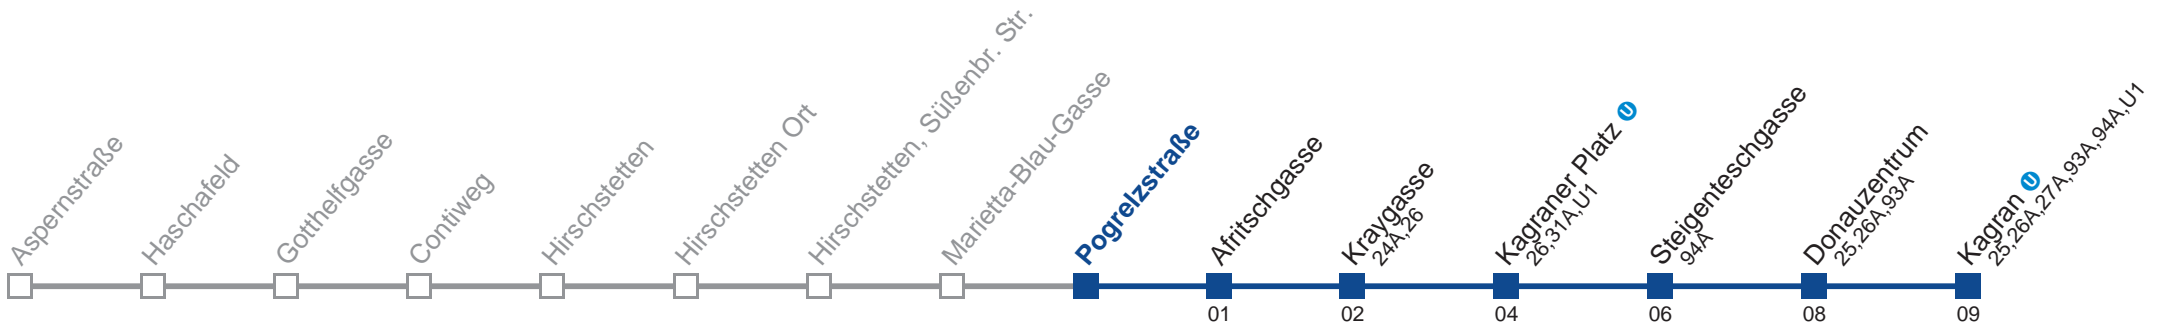 Aspernstraße
Haschafeld
Gotthelfgasse
Contiweg
Hirschstetten
Hirschstetten Ort
Hirschstetten, Süßenbr. Str.
Marietta-Blau-Gasse
Pogrelzstraße
Afritschgasse
01
Kraygasse
24A,26
02
Kagraner Platz U
26,31A,U1
04
Steigenteschgasse
94A
06
Donauzentrum
25,26A,93A
08
Kagran U
25,26A,27A,93A,94A,U1
09